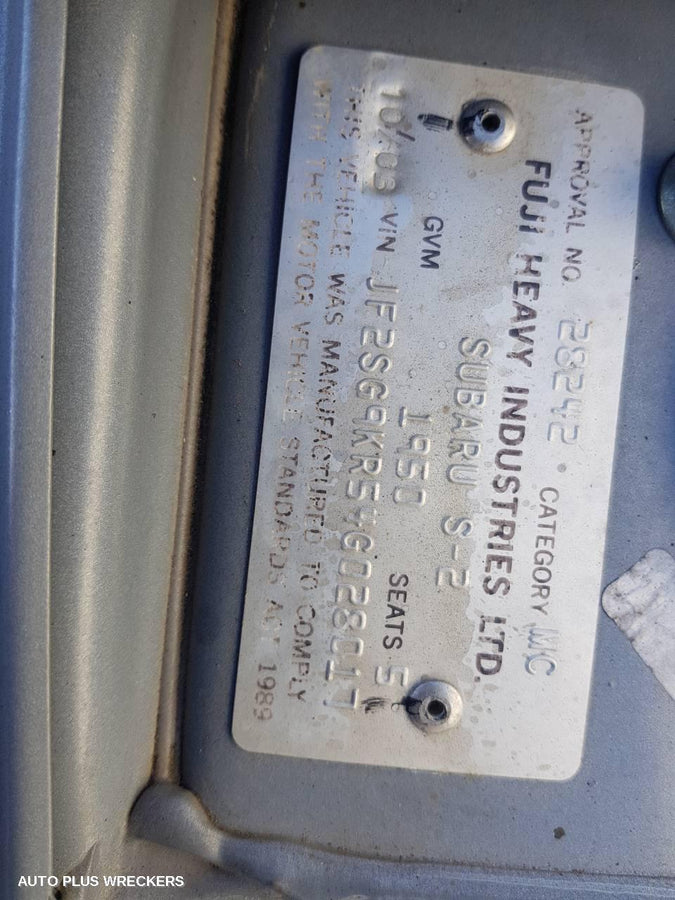 APPROVAL NO. 28242 • CATEGORY MC
FUJI HEAVY INDUSTRIES LTD.
SUBARU S-2
GVM 1950 SEATS 5
10/03 VIN JF2SG9KR54G028017
THIS VEHICLE WAS MANUFACTURED TO COMPLY
WITH THE MOTOR VEHICLE STANDARDS ACT 1989
AUTO PLUS WRECKERS